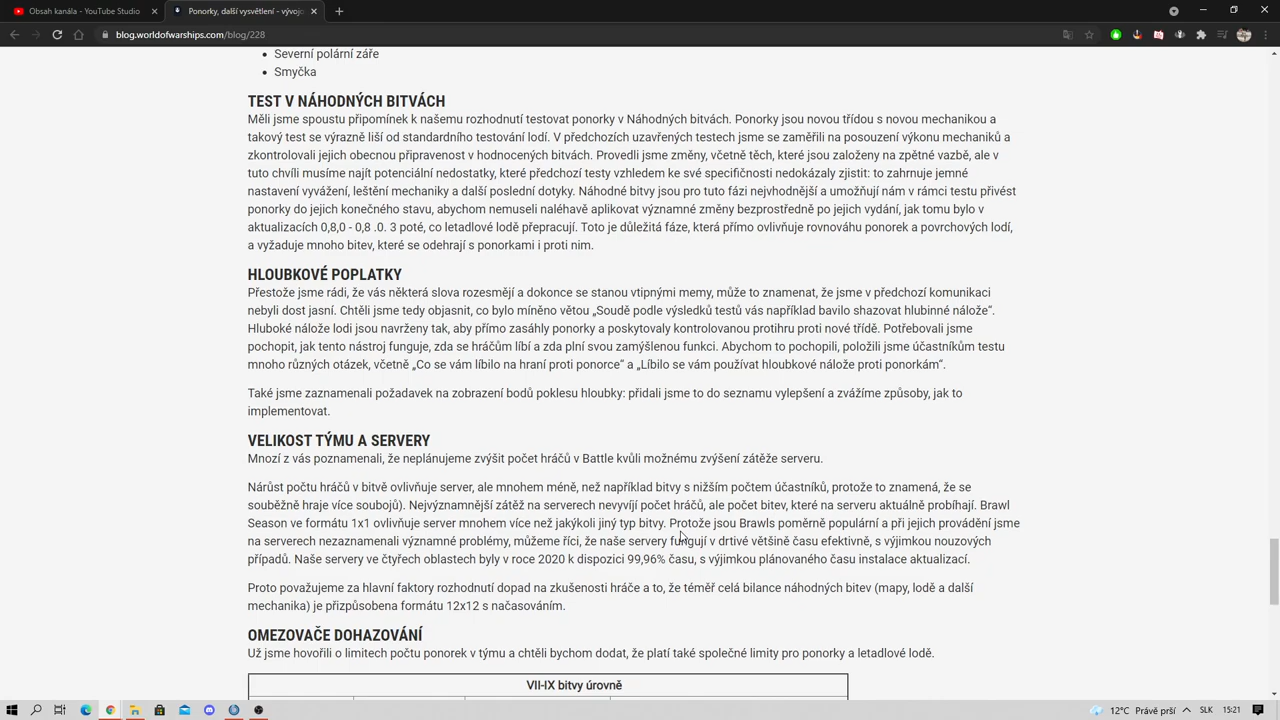 Obsah kanála - YouTube Studio
Ponorky, další vysvětlení - vývojo
blog.worldofwarships.com/blog/228
• Severní polární záře
• Smyčka
TEST V NÁHODNÝCH BITVÁCH
Měli jsme spoustu připomínek k našemu rozhodnutí testovat ponorky v Náhodných bitvách. Ponorky jsou novou třídou s novou mechanikou a
takový test se výrazně liší od standardního testování lodí. V předchozích uzavřených testech jsme se zaměřili na posouzení výkonu mechaniků a
zkontrolovali jejich obecnou připravenost v hodnocených bitvách. Provedli jsme změny, včetně těch, které jsou založeny na zpětné vazbě, ale v
tuto chvíli musíme najít potenciální nedostatky, které předchozí testy vzhledem ke své specifičnosti nedokázaly zjistit: to zahrnuje jemné
nastavení vyvážení, leštění mechaniky a další poslední dotyky. Náhodné bitvy jsou pro tuto fázi nejvhodnější a umožňují nám v rámci testu přivést
ponorky do jejich konečného stavu, abychom nemuseli naléhavě aplikovat významné změny bezprostředně po jejich vydání, jak tomu bylo v
aktualizacích 0,8,0 - 0,8 .0. 3 poté, co letadlové lodě přepracují. Toto je důležitá fáze, která přímo ovlivňuje rovnováhu ponorek a povrchových lodí,
a vyžaduje mnoho bitev, které se odehrají s ponorkami i proti nim.
HLOUBKOVÉ POPLATKY
Přestože jsme rádi, že vás některá slova rozesmějí a dokonce se stanou vtipnými memy, může to znamenat, že jsme v předchozí komunikaci
nebyli dost jasní. Chtěli jsme tedy objasnit, co bylo míněno větou „Soudě podle výsledků testů vás například bavilo shazovat hlubinné nálože“.
Hluboké nálože lodi jsou navrženy tak, aby přímo zasáhly ponorky a poskytovaly kontrolovanou protihru proti nové třídě. Potřebovali jsme
pochopit, jak tento nástroj funguje, zda se hráčům líbí a zda plní svou zamýšlenou funkci. Abychom to pochopili, položili jsme účastníkům testu
mnoho různých otázek, včetně „Co se vám líbilo na hraní proti ponorce“ a „Líbilo se vám používat hloubkové nálože proti ponorkám“.
Také jsme zaznamenali požadavek na zobrazení bodů poklesu hloubky: přidali jsme to do seznamu vylepšení a zvážíme způsoby, jak to
implementovat.
VELIKOST TÝMU A SERVERY
Mnozí z vás poznamenali, že neplánujeme zvýšit počet hráčů v Battle kvůli možnému zvýšení zátěže serveru.
Nárůst počtu hráčů v bitvě ovlivňuje server, ale mnohem méně, než například bitvy s nižším počtem účastníků, protože to znamená, že se
souběžně hraje více soubojů). Nejvýznamnější zátěž na serverech nevyvíjí počet hráčů, ale počet bitev, které na serveru aktuálně probíhají. Brawl
Season ve formátu 1x1 ovlivňuje server mnohem více než jakýkoli jiný typ bitvy. Protože jsou Brawls poměrně populární a při jejich provádění jsme
na serverech nezaznamenali významné problémy, můžeme říci, že naše servery fungují v drtivé většině času efektivně, s výjimkou nouzových
případů. Naše servery ve čtyřech oblastech byly v roce 2020 k dispozici 99,96% času, s výjimkou plánovaného času instalace aktualizací.
Proto považujeme za hlavní faktory rozhodnutí dopad na zkušenosti hráče a to, že téměř celá bilance náhodných bitev (mapy, lodě a další
mechanika) je přizpůsobena formátu 12x12 s načasováním.
OMEZOVAČE DOHAZOVÁNÍ
Už jsme hovořili o limitech počtu ponorek v týmu a chtěli bychom dodat, že platí také společné limity pro ponorky a letadlové lodě.
VII-IX bitvy úrovně
12°C Právě prší SLK 15:21